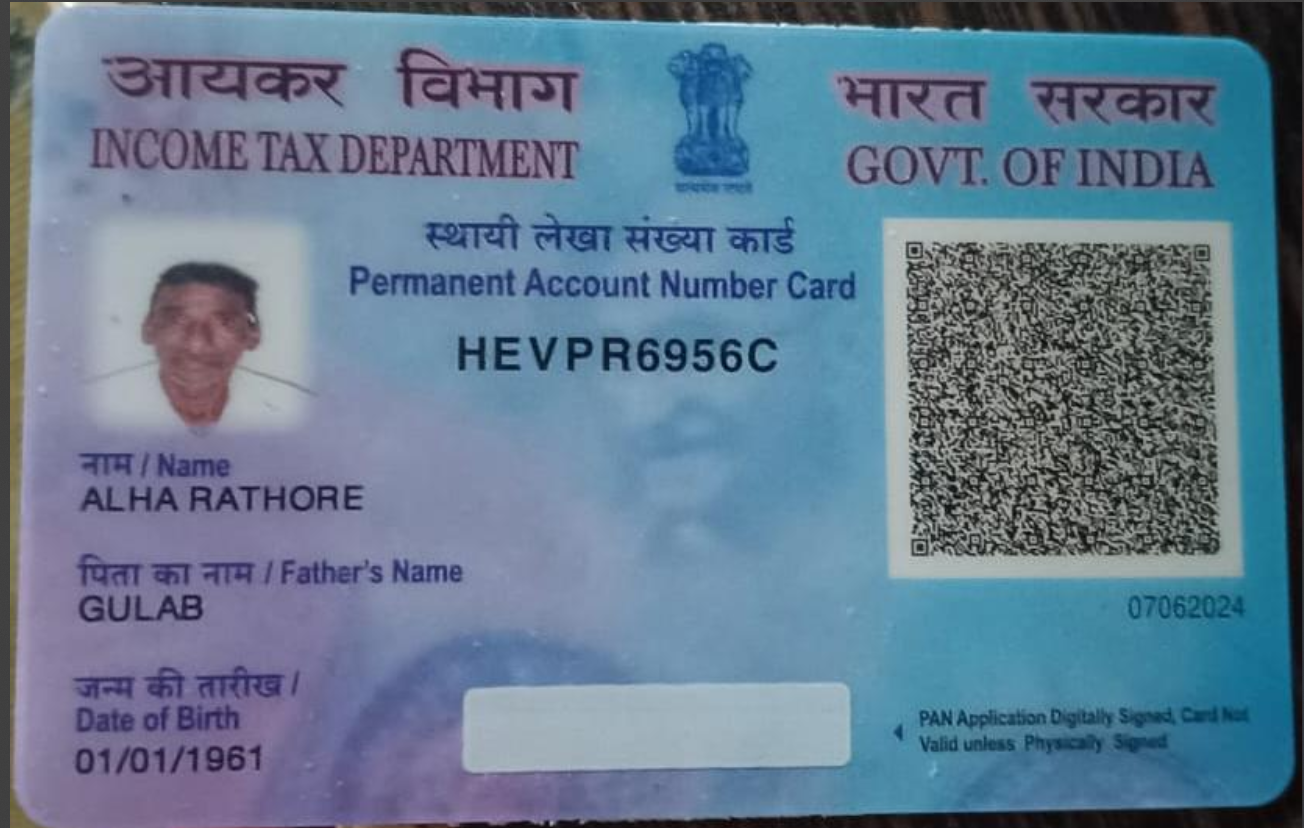 आयकर विभाग
INCOME TAX DEPARTMENT
भारत सरकार
GOVT. OF INDIA
सत्यमेव जयते
स्थायी लेखा संख्या कार्ड
Permanent Account Number Card
HEVPR6956C
नाम / Name
ALHA RATHORE
पिता का नाम / Father's Name
GULAB
जन्म की तारीख /
Date of Birth
01/01/1961
07062024
PAN Application Digitally Signed, Card Not
Valid unless Physically Signed